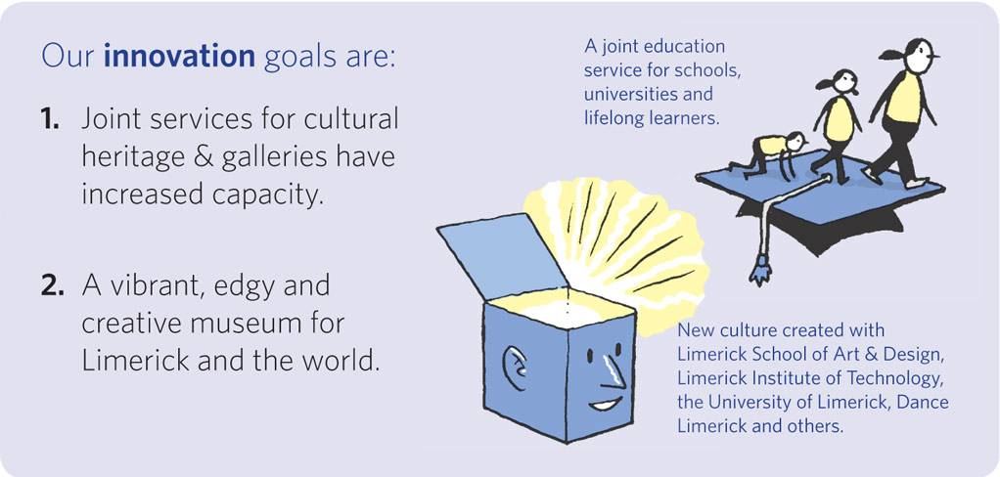 Our innovation goals are:
1. Joint services for cultural
heritage & galleries have
increased capacity.
2. A vibrant, edgy and
creative museum for
Limerick and the world.
A joint education
service for schools,
universities and
lifelong learners.
New culture created with
Limerick School of Art & Design,
Limerick Institute of Technology,
the University of Limerick, Dance
Limerick and others.